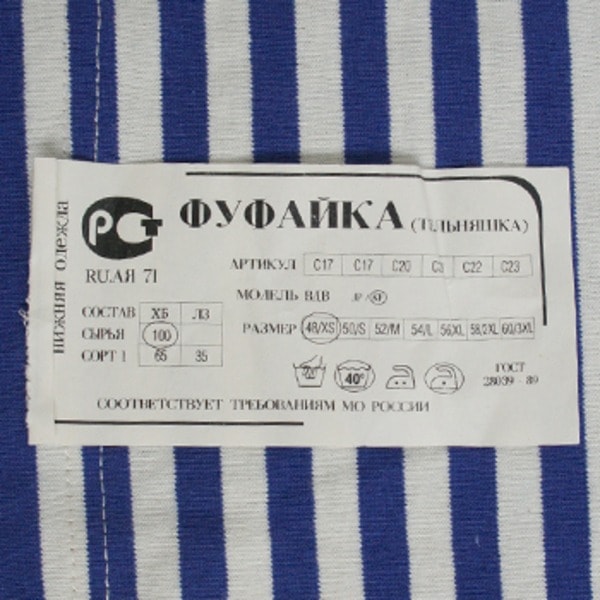 нижняя одежда
РСТ ФУФАЙКА (ТЕЛЬНЯШКА)
RU.АЯ 71
АРТИКУЛ С17 С17 С20 С3 С22 С23
МОДЕЛЬ ВДВ
СОСТАВ ХБ ЛЗ
СЫРЬЯ 100
СОРТ 1 65 35
РАЗМЕР 48/XS 50/S 52/M 54/L 56XL 58/2XL 60/3XL
40°
ГОСТ
28039 - 89
СООТВЕТСТВУЕТ ТРЕБОВАНИЯМ МО РОССИИ